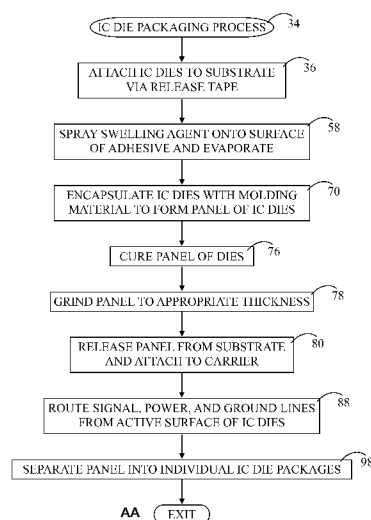 IC DIE PACKAGING PROCESS 34
ATTACH IC DIES TO SUBSTRATE
VIA RELEASE TAPE
36
SPRAY SWELLING AGENT ONTO SURFACE
OF ADHESIVE AND EVAPORATE
58
ENCAPSULATE IC DIES WITH MOLDING
MATERIAL TO FORM PANEL OF IC DIES
70
CURE PANEL OF DIES
76
GRIND PANEL TO APPROPRIATE THICKNESS
78
RELEASE PANEL FROM SUBSTRATE
AND ATTACH TO CARRIER
80
ROUTE SIGNAL, POWER, AND GROUND LINES
FROM ACTIVE SURFACE OF IC DIES
88
SEPARATE PANEL INTO INDIVIDUAL IC DIE PACKAGES
98
AA EXIT